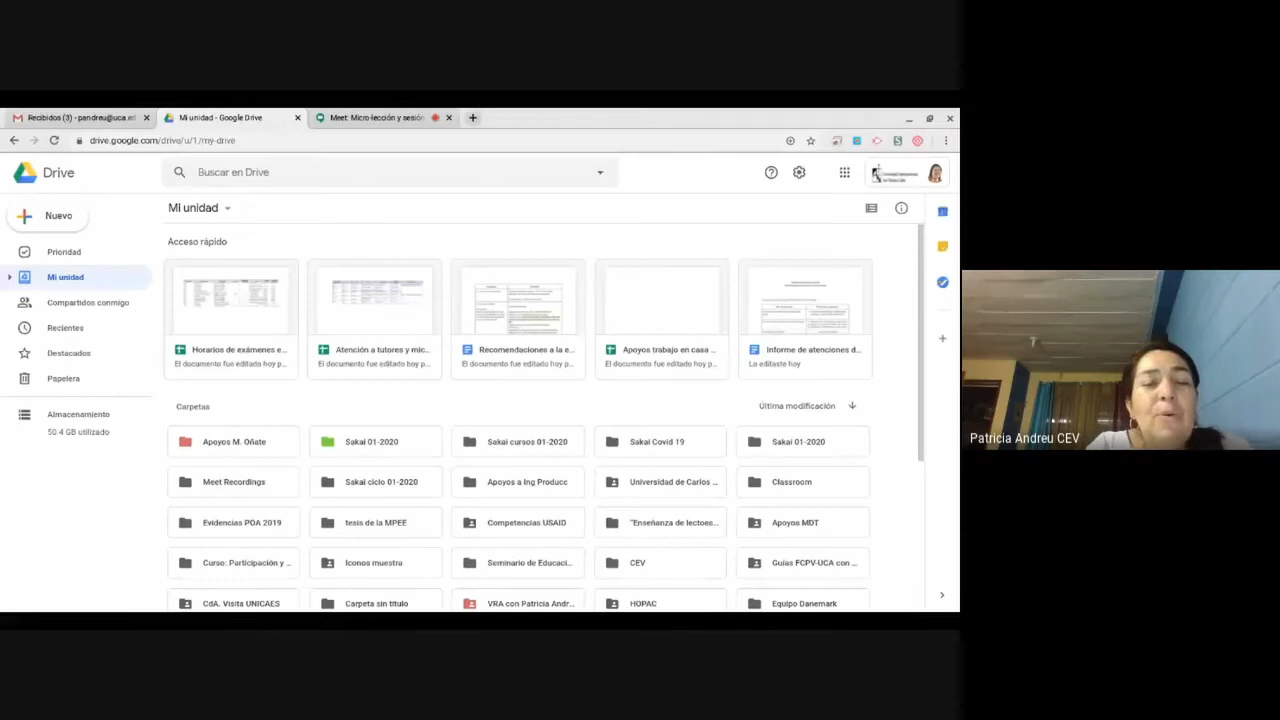 Recibidos (3) - pandreu@uca.ed
Mi unidad - Google Drive
Meet: Micro-lección y sesión
drive.google.com/drive/u/1/my-drive
Drive
Buscar en Drive
Nuevo
Mi unidad
Prioridad
Mi unidad
Compartidos conmigo
Recientes
Destacados
Papelera
Almacenamiento
50.4 GB utilizado
Acceso rápido
Horarios de exámenes e...
El documento fue editado hoy p...
Atención a tutores y mic...
El documento fue editado hoy p...
Recomendaciones a la e...
El documento fue editado hoy p...
Apoyos trabajo en casa ...
El documento fue editado hoy p...
Informe de atenciones d...
Lo editaste hoy
Carpetas
Última modificación
Apoyos M. Oñate
Sakai 01-2020
Sakai cursos 01-2020
Sakai Covid 19
Sakai 01-2020
Meet Recordings
Sakai ciclo 01-2020
Apoyos a Ing Producc
Universidad de Carlos ...
Classroom
Evidencias POA 2019
tesis de la MPEE
Competencias USAID
"Enseñanza de lectoes...
Apoyos MDT
Curso: Participación y ...
Iconos muestra
Seminario de Educaci...
CEV
Guías FCPV-UCA con ...
CdA. Visita UNICAES
Carpeta sin título
VRA con Patricia Andr...
HOPAC
Equipo Danemark
Patricia Andreu CEV